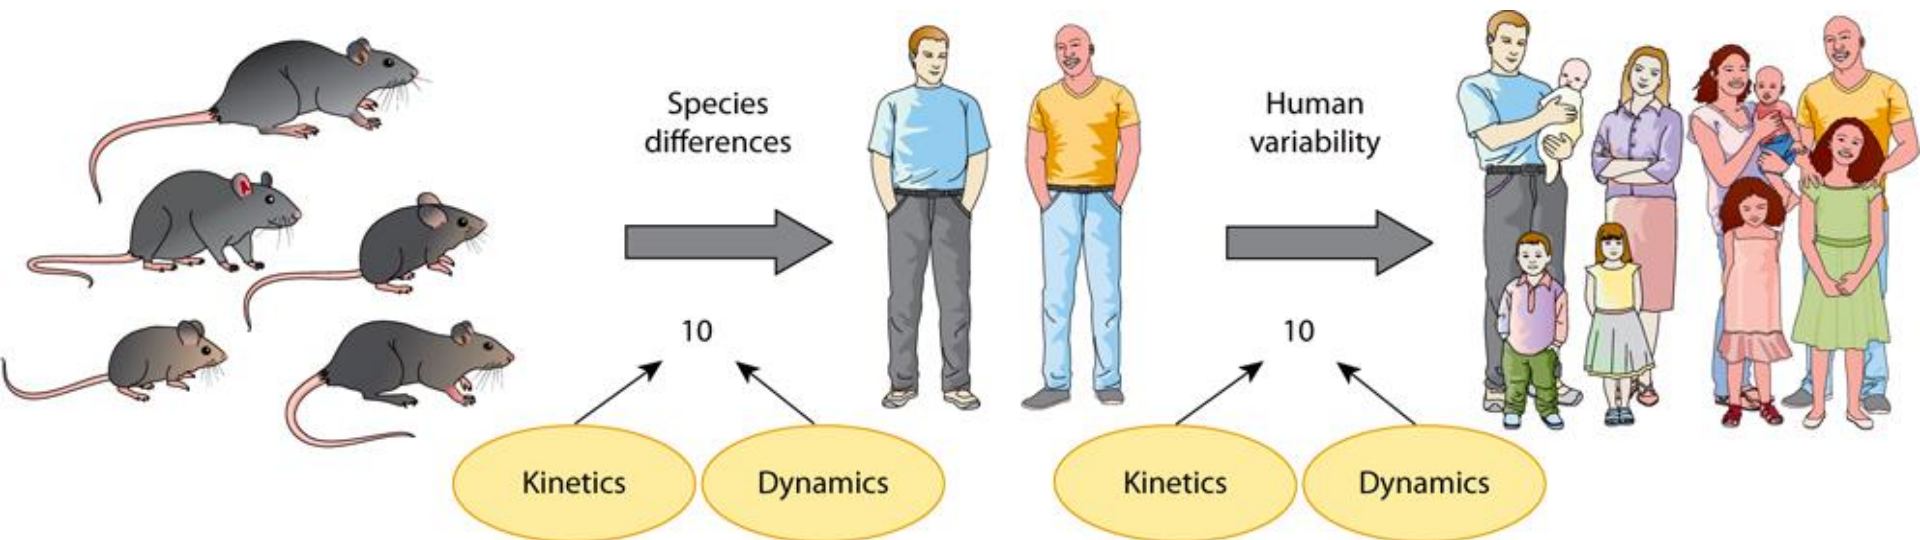 Species
differences
10
Kinetics
Dynamics
Human
variability
10
Kinetics
Dynamics